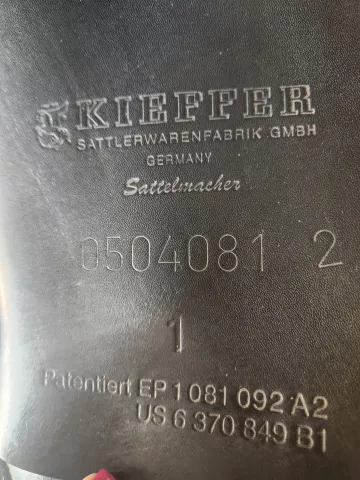 KIEFFER
SATTLERWARENFABRIK GMBH
GERMANY
Sattelmacher
0504081 2
1
Patentiert EP 1 081 092 A2
US 6 370 849 B1